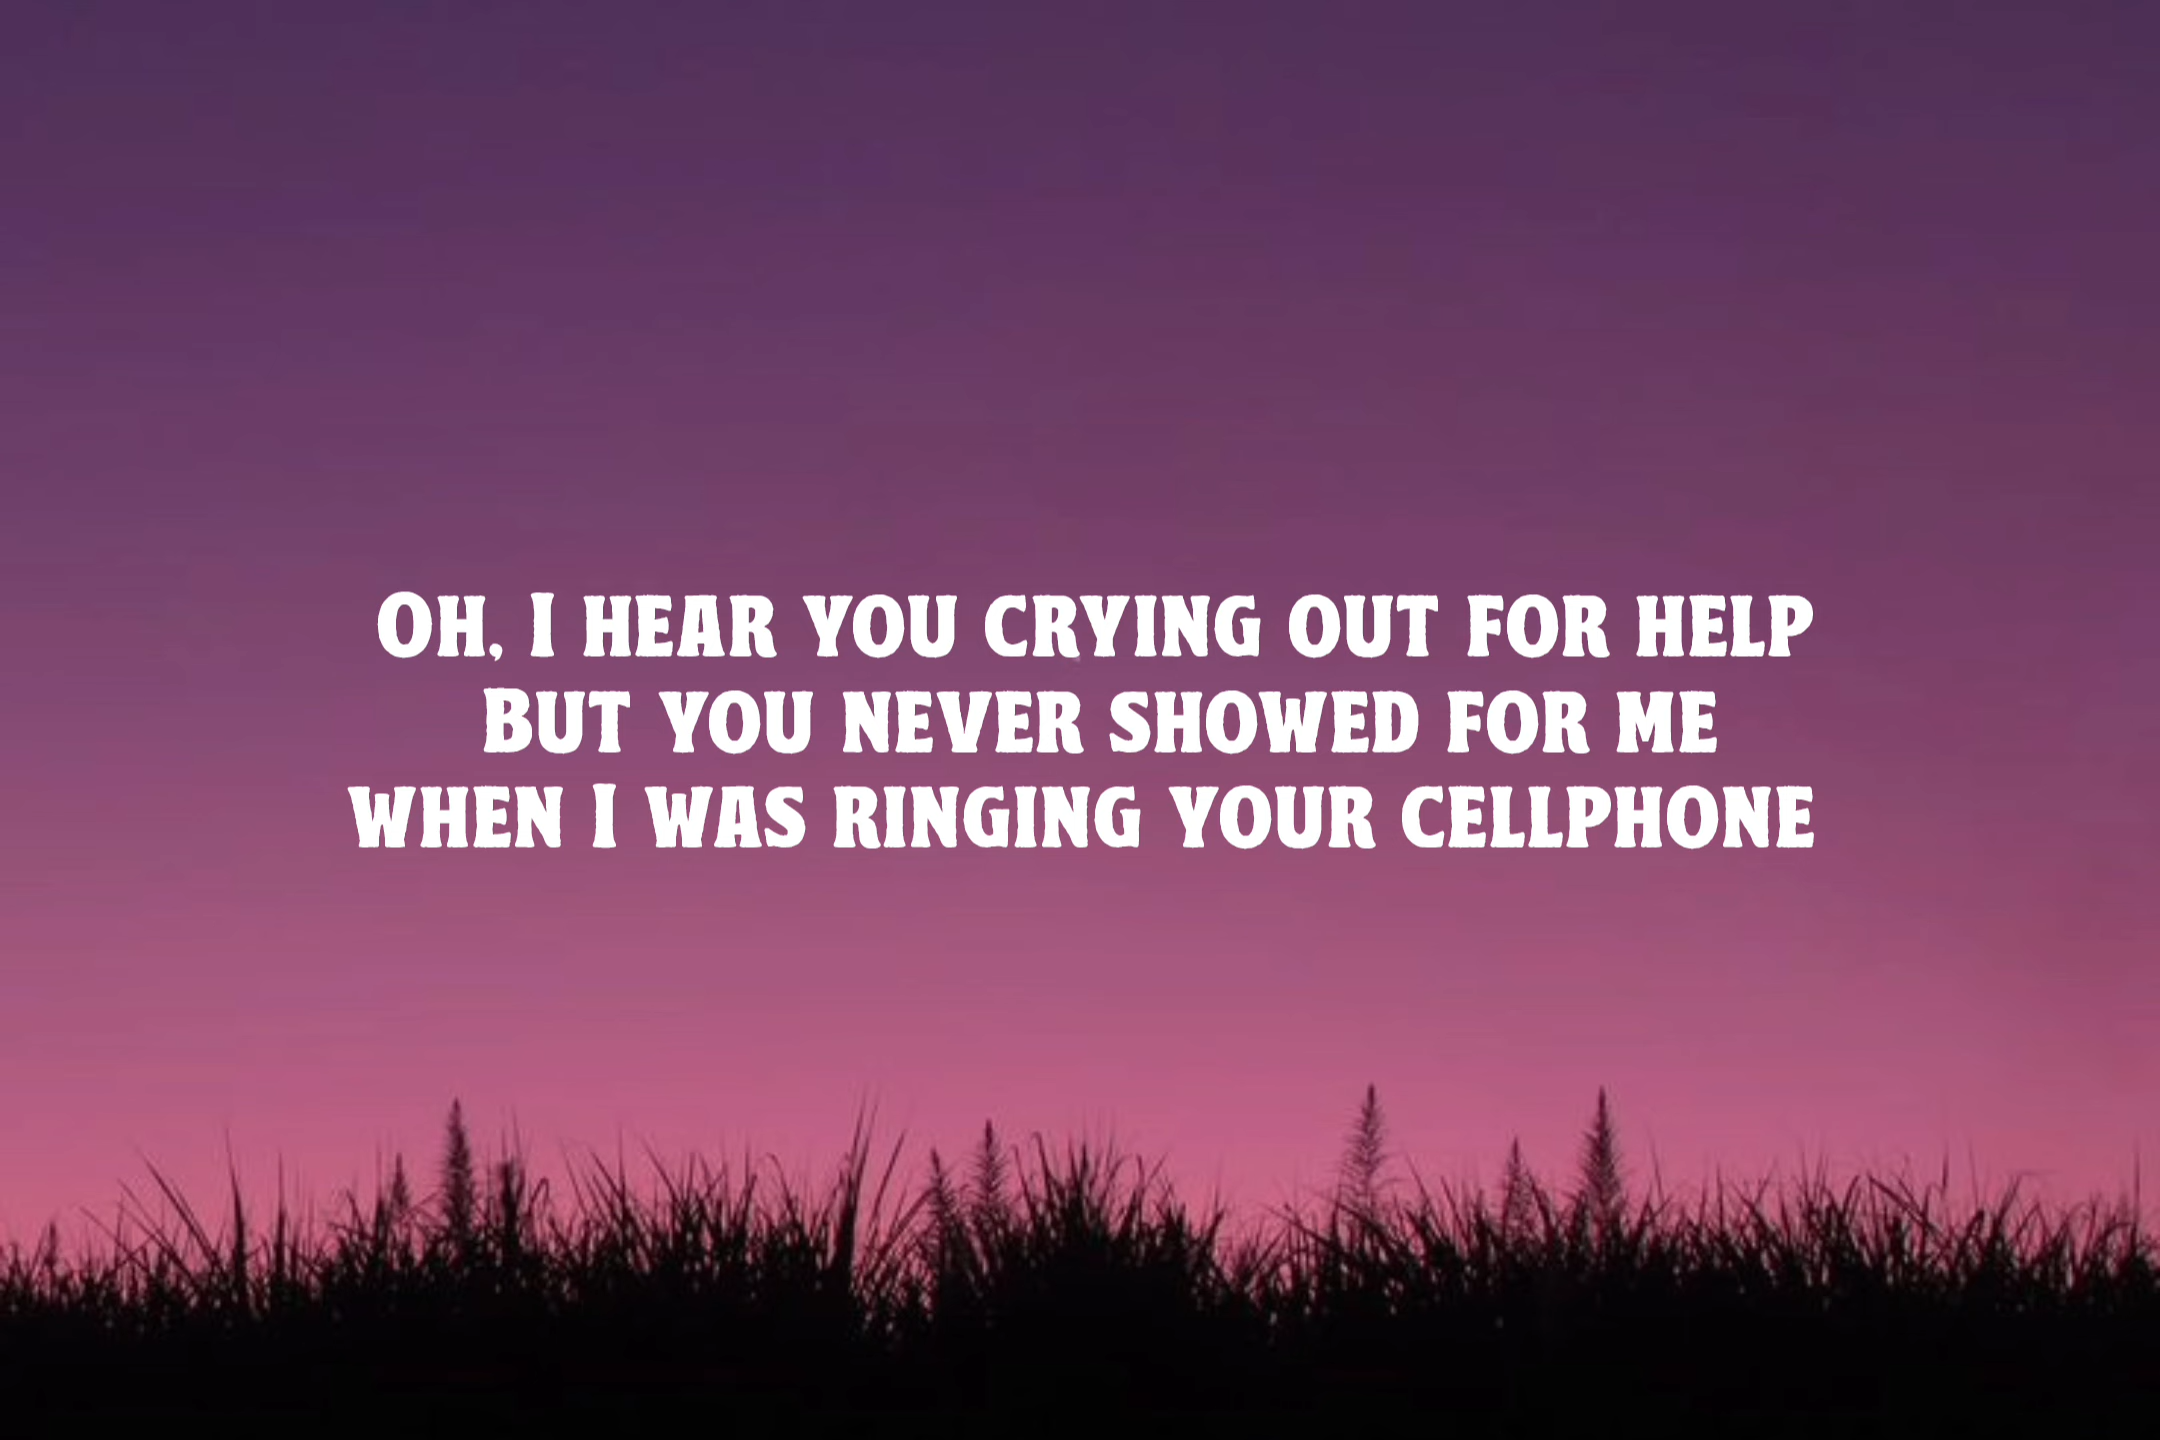 Oh, I hear you crying out for help
But you never showed for me
when I was ringing your cellphone